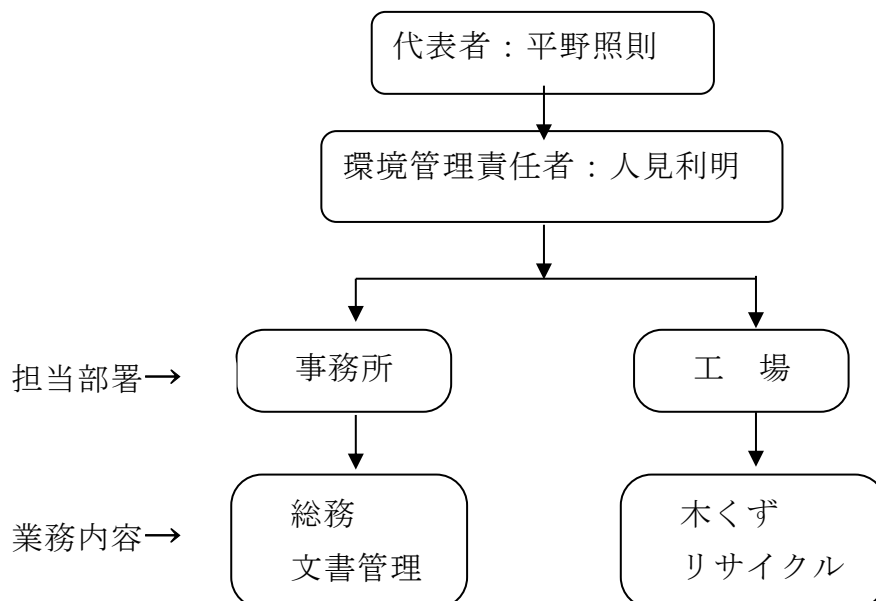 代表者：平野照則
環境管理責任者：人見利明
担当部署→
事務所
工　場
業務内容→
総務
文書管理
木くず
リサイクル